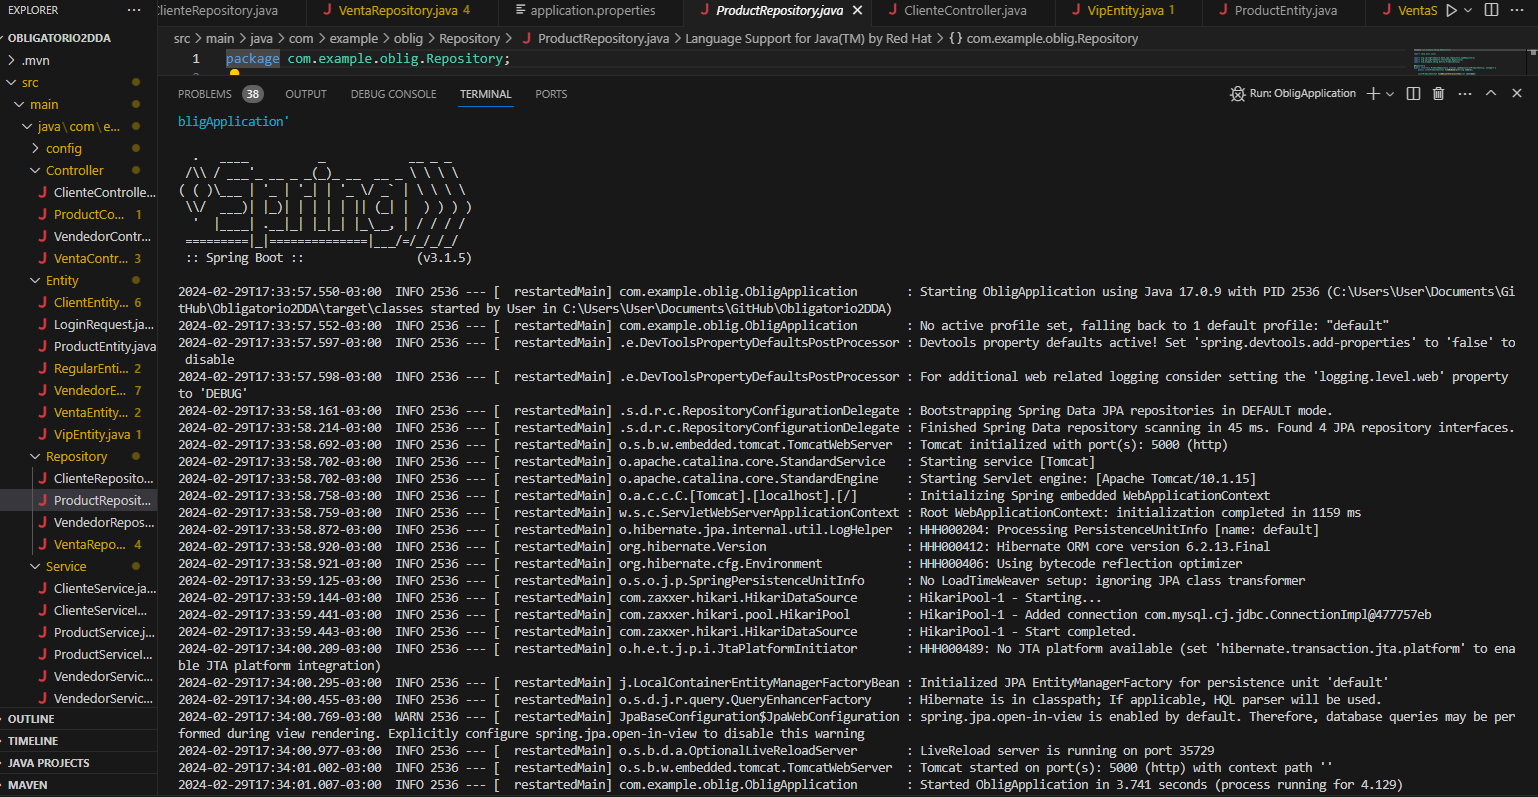 EXPLORER ...
ClienteRepository.java
VentaRepository.java 4
application.properties
ProductRepository.java
ClienteController.java
VipEntity.java 1
ProductEntity.java
VentaS
OBLIGATORIO2DDA
.mvn
src
main
java\com\e...
config
Controller
ClienteControlle...
ProductCo... 1
VendedorContr...
VentaContr... 3
Entity
ClientEntity... 6
LoginRequest.ja...
ProductEntity.java
RegularEnti... 2
VendedorE... 7
VentaEntity... 2
VipEntity.java 1
Repository
ClienteReposito...
ProductReposit...
VendedorRepos...
VentaRepo... 4
Service
ClienteService.ja...
ClienteServiceI...
ProductService.j...
ProductServiceI...
VendedorServic...
VendedorServic...
OUTLINE
TIMELINE
JAVA PROJECTS
MAVEN
src > main > java > com > example > oblig > Repository > ProductRepository.java > Language Support for Java(TM) by Red Hat > {} com.example.oblig.Repository
1 package com.example.oblig.Repository;
PROBLEMS 38 OUTPUT DEBUG CONSOLE TERMINAL PORTS
Run: ObligApplication
bligApplication'
  .   ____          _            __ _ _
 /\\ / ___'_ __ _ _(_)_ __  __ _ \ \ \ \
( ( )\___ | '_ | '_| | '_ \/ _` | \ \ \ \
 \\/  ___)| |_)| | | | | || (_| |  ) ) ) )
  '  |____| .__|_| |_|_| |_\__, | / / / /
 =========|_|==============|___/=/_/_/_/
 :: Spring Boot ::                (v3.1.5)
2024-02-29T17:33:57.550-03:00  INFO 2536 --- [  restartedMain] com.example.oblig.ObligApplication       : Starting ObligApplication using Java 17.0.9 with PID 2536 (C:\Users\User\Documents\Gi
tHub\Obligatorio2DDA\target\classes started by User in C:\Users\User\Documents\GitHub\Obligatorio2DDA)
2024-02-29T17:33:57.552-03:00  INFO 2536 --- [  restartedMain] com.example.oblig.ObligApplication       : No active profile set, falling back to 1 default profile: "default"
2024-02-29T17:33:57.597-03:00  INFO 2536 --- [  restartedMain] .e.DevToolsPropertyDefaultsPostProcessor : Devtools property defaults active! Set 'spring.devtools.add-properties' to 'false' to
 disable
2024-02-29T17:33:57.598-03:00  INFO 2536 --- [  restartedMain] .e.DevToolsPropertyDefaultsPostProcessor : For additional web related logging consider setting the 'logging.level.web' property
to 'DEBUG'
2024-02-29T17:33:58.161-03:00  INFO 2536 --- [  restartedMain] .s.d.r.c.RepositoryConfigurationDelegate : Bootstrapping Spring Data JPA repositories in DEFAULT mode.
2024-02-29T17:33:58.214-03:00  INFO 2536 --- [  restartedMain] .s.d.r.c.RepositoryConfigurationDelegate : Finished Spring Data repository scanning in 45 ms. Found 4 JPA repository interfaces.
2024-02-29T17:33:58.692-03:00  INFO 2536 --- [  restartedMain] o.s.b.w.embedded.tomcat.TomcatWebServer  : Tomcat initialized with port(s): 5000 (http)
2024-02-29T17:33:58.702-03:00  INFO 2536 --- [  restartedMain] o.apache.catalina.core.StandardService   : Starting service [Tomcat]
2024-02-29T17:33:58.702-03:00  INFO 2536 --- [  restartedMain] o.apache.catalina.core.StandardEngine    : Starting Servlet engine: [Apache Tomcat/10.1.15]
2024-02-29T17:33:58.758-03:00  INFO 2536 --- [  restartedMain] o.a.c.c.C.[Tomcat].[localhost].[/]       : Initializing Spring embedded WebApplicationContext
2024-02-29T17:33:58.759-03:00  INFO 2536 --- [  restartedMain] w.s.c.ServletWebServerApplicationContext : Root WebApplicationContext: initialization completed in 1159 ms
2024-02-29T17:33:58.872-03:00  INFO 2536 --- [  restartedMain] o.hibernate.jpa.internal.util.LogHelper  : HHH000204: Processing PersistenceUnitInfo [name: default]
2024-02-29T17:33:58.920-03:00  INFO 2536 --- [  restartedMain] org.hibernate.Version                    : HHH000412: Hibernate ORM core version 6.2.13.Final
2024-02-29T17:33:58.921-03:00  INFO 2536 --- [  restartedMain] org.hibernate.cfg.Environment            : HHH000406: Using bytecode reflection optimizer
2024-02-29T17:33:59.125-03:00  INFO 2536 --- [  restartedMain] o.s.o.j.p.SpringPersistenceUnitInfo      : No LoadTimeWeaver setup: ignoring JPA class transformer
2024-02-29T17:33:59.144-03:00  INFO 2536 --- [  restartedMain] com.zaxxer.hikari.HikariDataSource       : HikariPool-1 - Starting...
2024-02-29T17:33:59.441-03:00  INFO 2536 --- [  restartedMain] com.zaxxer.hikari.pool.HikariPool        : HikariPool-1 - Added connection com.mysql.cj.jdbc.ConnectionImpl@477757eb
2024-02-29T17:33:59.443-03:00  INFO 2536 --- [  restartedMain] com.zaxxer.hikari.HikariDataSource       : HikariPool-1 - Start completed.
2024-02-29T17:34:00.209-03:00  INFO 2536 --- [  restartedMain] o.h.e.t.j.p.i.JtaPlatformInitiator       : HHH000489: No JTA platform available (set 'hibernate.transaction.jta.platform' to ena
ble JTA platform integration)
2024-02-29T17:34:00.295-03:00  INFO 2536 --- [  restartedMain] j.LocalContainerEntityManagerFactoryBean : Initialized JPA EntityManagerFactory for persistence unit 'default'
2024-02-29T17:34:00.455-03:00  INFO 2536 --- [  restartedMain] o.s.d.j.r.query.QueryEnhancerFactory     : Hibernate is in classpath; If applicable, HQL parser will be used.
2024-02-29T17:34:00.769-03:00  WARN 2536 --- [  restartedMain] JpaBaseConfiguration$JpaWebConfiguration : spring.jpa.open-in-view is enabled by default. Therefore, database queries may be per
formed during view rendering. Explicitly configure spring.jpa.open-in-view to disable this warning
2024-02-29T17:34:00.977-03:00  INFO 2536 --- [  restartedMain] o.s.b.d.a.OptionalLiveReloadServer       : LiveReload server is running on port 35729
2024-02-29T17:34:01.002-03:00  INFO 2536 --- [  restartedMain] o.s.b.w.embedded.tomcat.TomcatWebServer  : Tomcat started on port(s): 5000 (http) with context path ''
2024-02-29T17:34:01.007-03:00  INFO 2536 --- [  restartedMain] com.example.oblig.ObligApplication       : Started ObligApplication in 3.741 seconds (process running for 4.129)